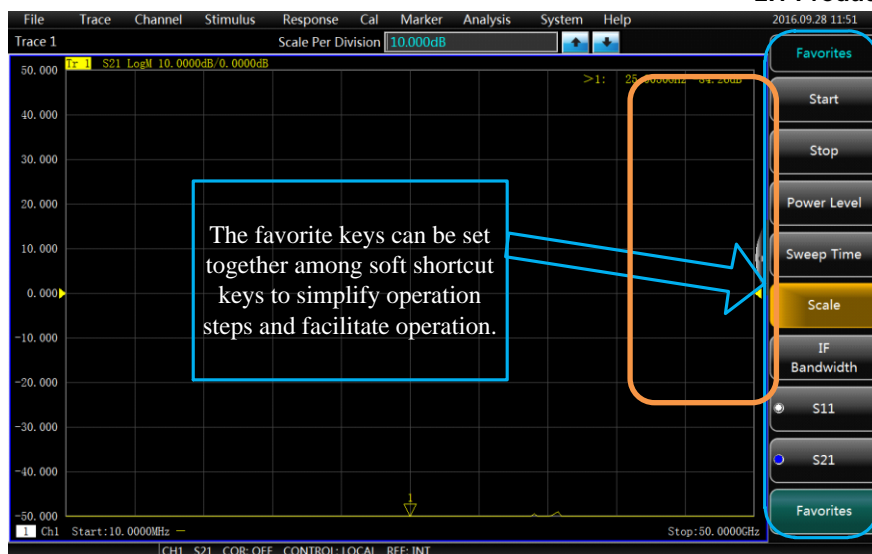 File Trace Channel Stimulus Response Cal Marker Analysis System Help 2016.09.28 11:51
Trace 1 Scale Per Division 10.000dB
Favorites
Tr 1 S21 LogM 10.0000dB/0.0000dB
>1:
50.000
40.000
30.000
20.000
10.000
0.000
-10.000
-20.000
-30.000
-40.000
-50.000
The favorite keys can be set
together among soft shortcut
keys to simplify operation
steps and facilitate operation.
1
Start
Stop
Power Level
Sweep Time
Scale
IF
Bandwidth
S11
S21
Favorites
1 Ch1 Start:10.0000MHz — Stop:50.0000GHz
CH1 S21 COR: OFF CONTROL: LOCAL REF: INT